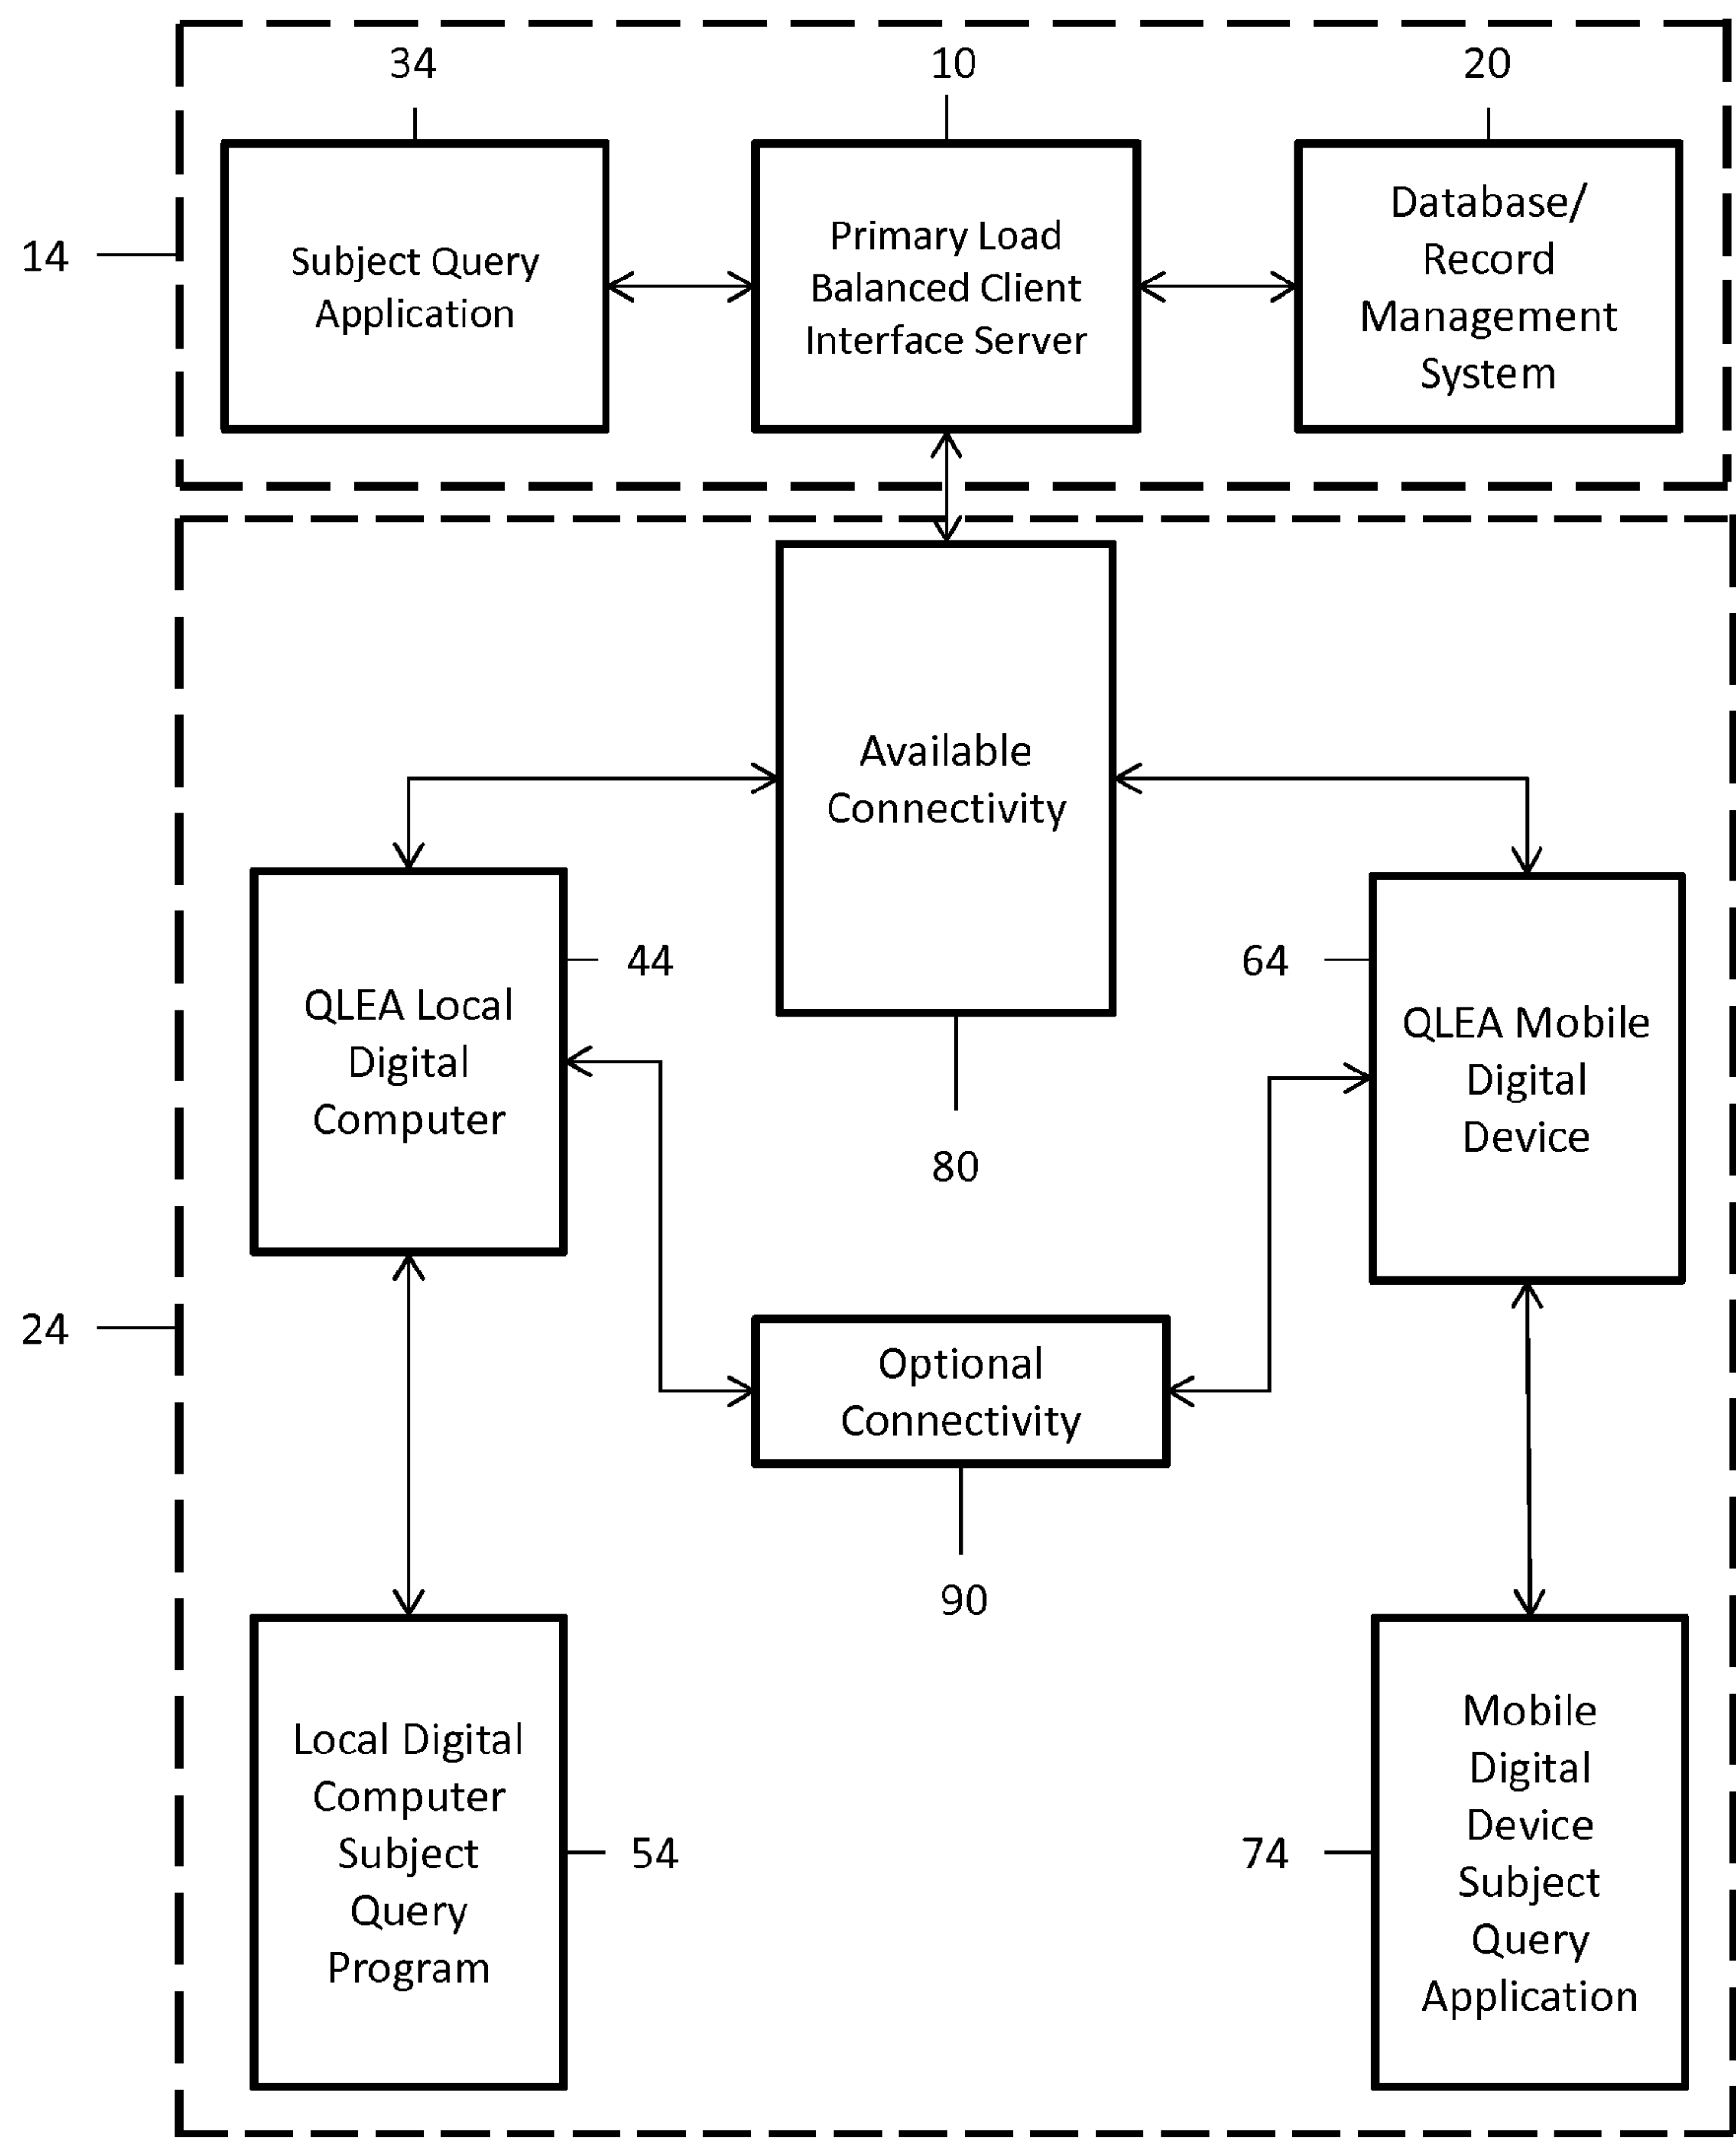 34
10
20
14
Subject Query
Application
Primary Load
Balanced Client
Interface Server
Database/
Record
Management
System
Available
Connectivity
80
44
QLEA Local
Digital
Computer
64
QLEA Mobile
Digital
Device
24
Optional
Connectivity
90
Local Digital
Computer
Subject
Query
Program
54
74
Mobile
Digital
Device
Subject
Query
Application